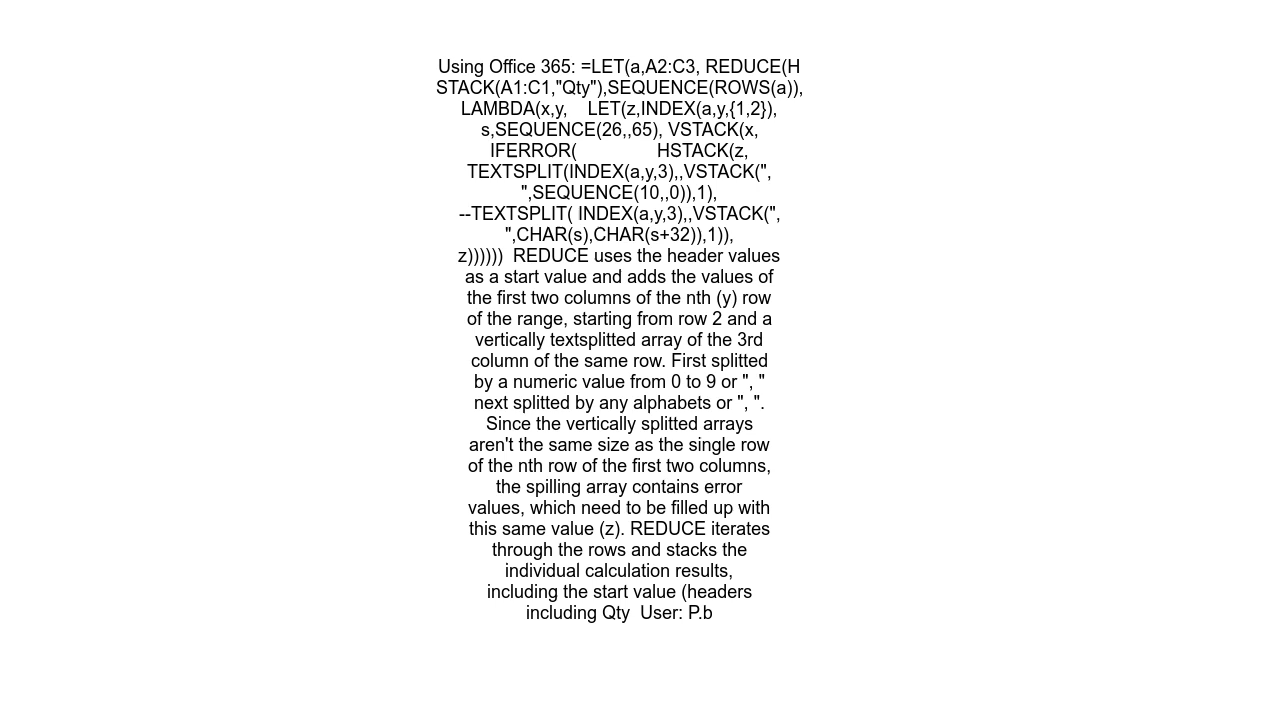 Using Office 365: =LET(a,A2:C3, REDUCE(H
STACK(A1:C1,"Qty"),SEQUENCE(ROWS(a)),
LAMBDA(x,y,    LET(z,INDEX(a,y,{1,2}),
s,SEQUENCE(26,,65), VSTACK(x,
IFERROR(                HSTACK(z,
TEXTSPLIT(INDEX(a,y,3),,VSTACK(",
",SEQUENCE(10,,0)),1),
--TEXTSPLIT( INDEX(a,y,3),,VSTACK(",
",CHAR(s),CHAR(s+32)),1)),
z))))))  REDUCE uses the header values
as a start value and adds the values of
the first two columns of the nth (y) row
of the range, starting from row 2 and a
vertically textsplitted array of the 3rd
column of the same row. First splitted
by a numeric value from 0 to 9 or ", "
next splitted by any alphabets or ", ".
Since the vertically splitted arrays
aren't the same size as the single row
of the nth row of the first two columns,
the spilling array contains error
values, which need to be filled up with
this same value (z). REDUCE iterates
through the rows and stacks the
individual calculation results,
including the start value (headers
including Qty  User: P.b